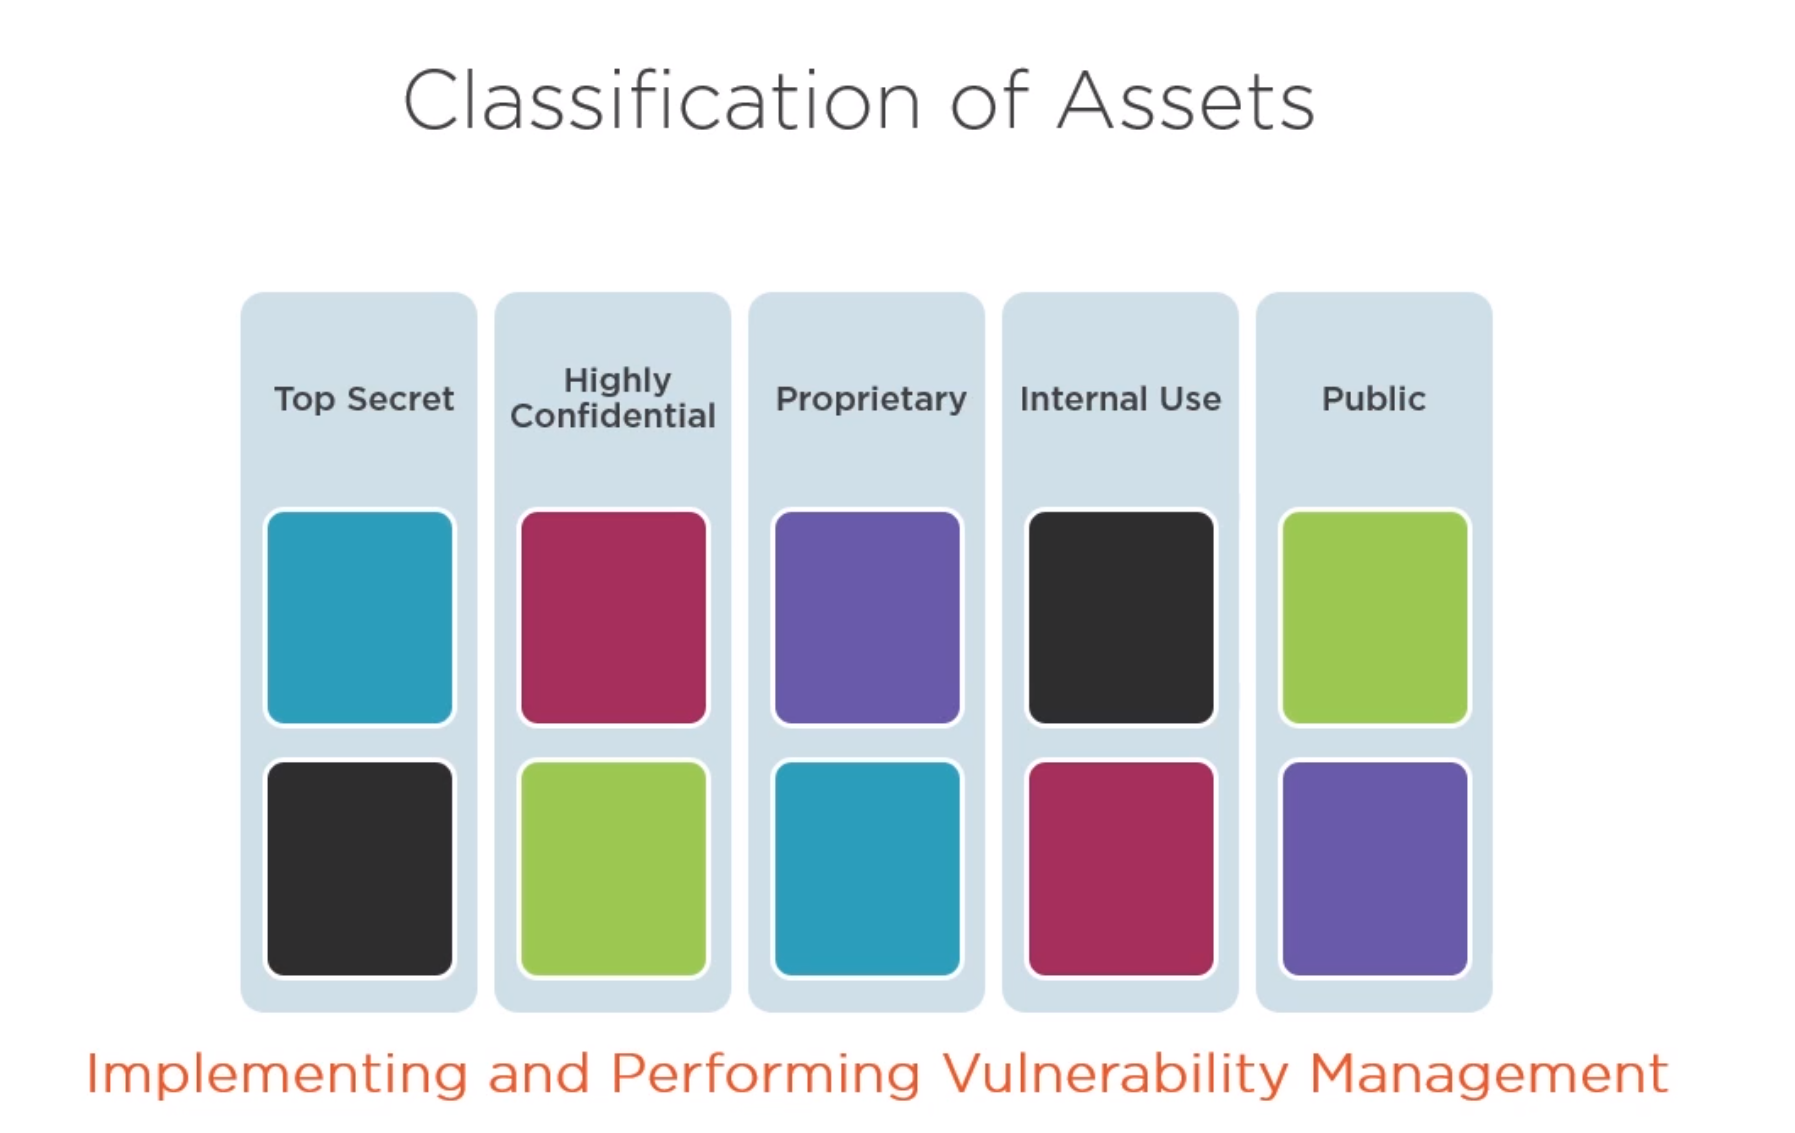 Classification of Assets
Top Secret
Highly
Confidential
Proprietary
Internal Use
Public
Implementing and Performing Vulnerability Management